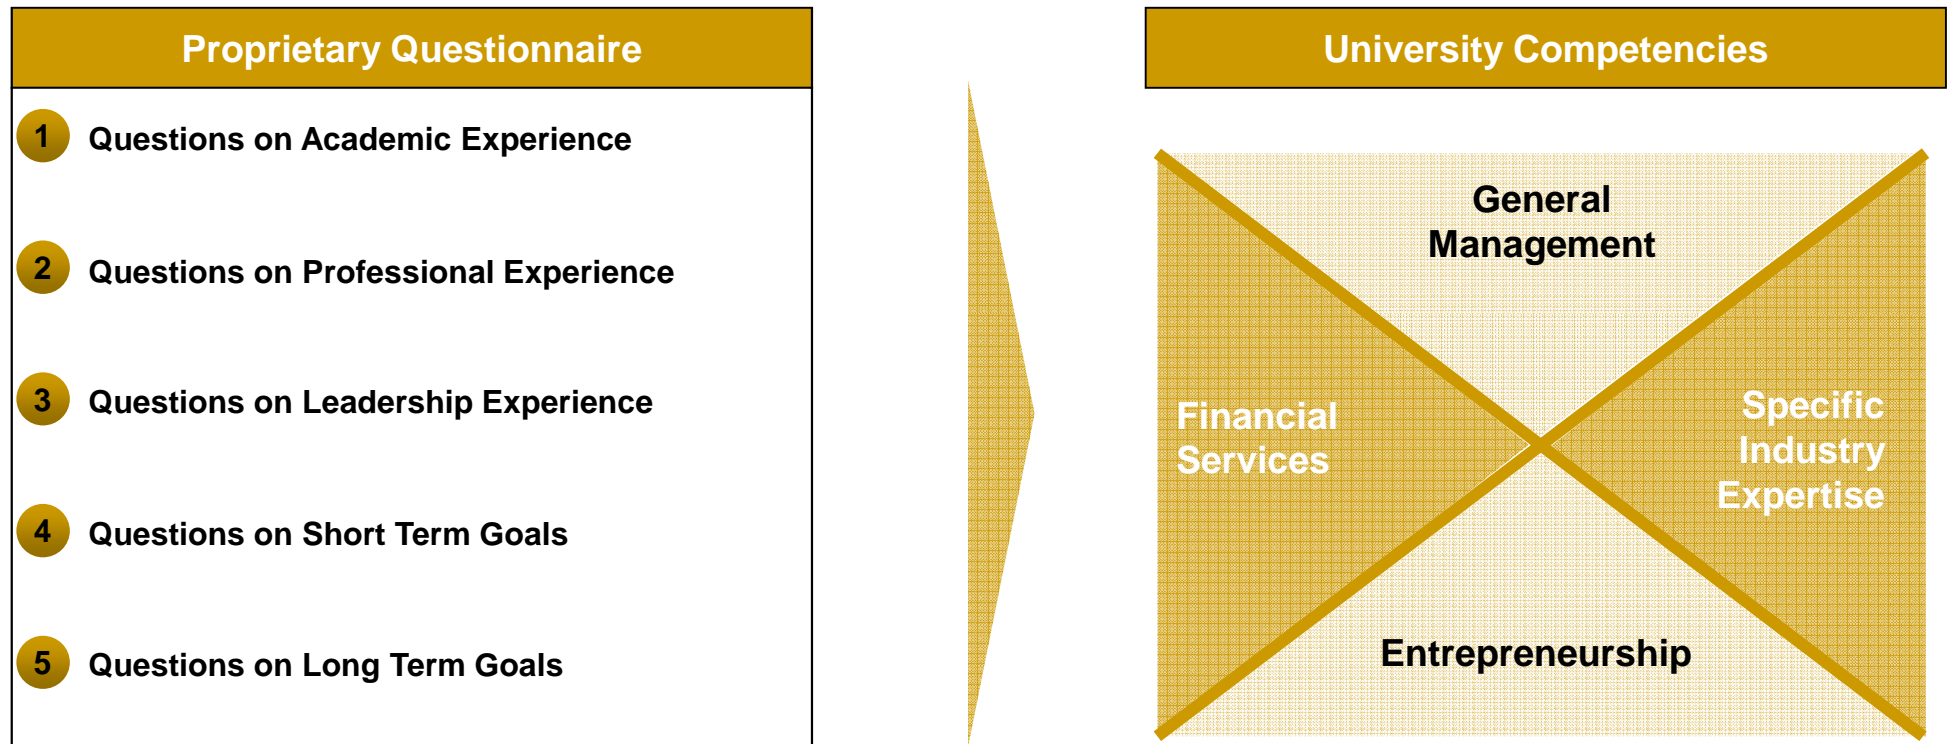 Proprietary Questionnaire
1 Questions on Academic Experience
2 Questions on Professional Experience
3 Questions on Leadership Experience
4 Questions on Short Term Goals
5 Questions on Long Term Goals
University Competencies
General
Management
Financial
Services
Specific
Industry
Expertise
Entrepreneurship